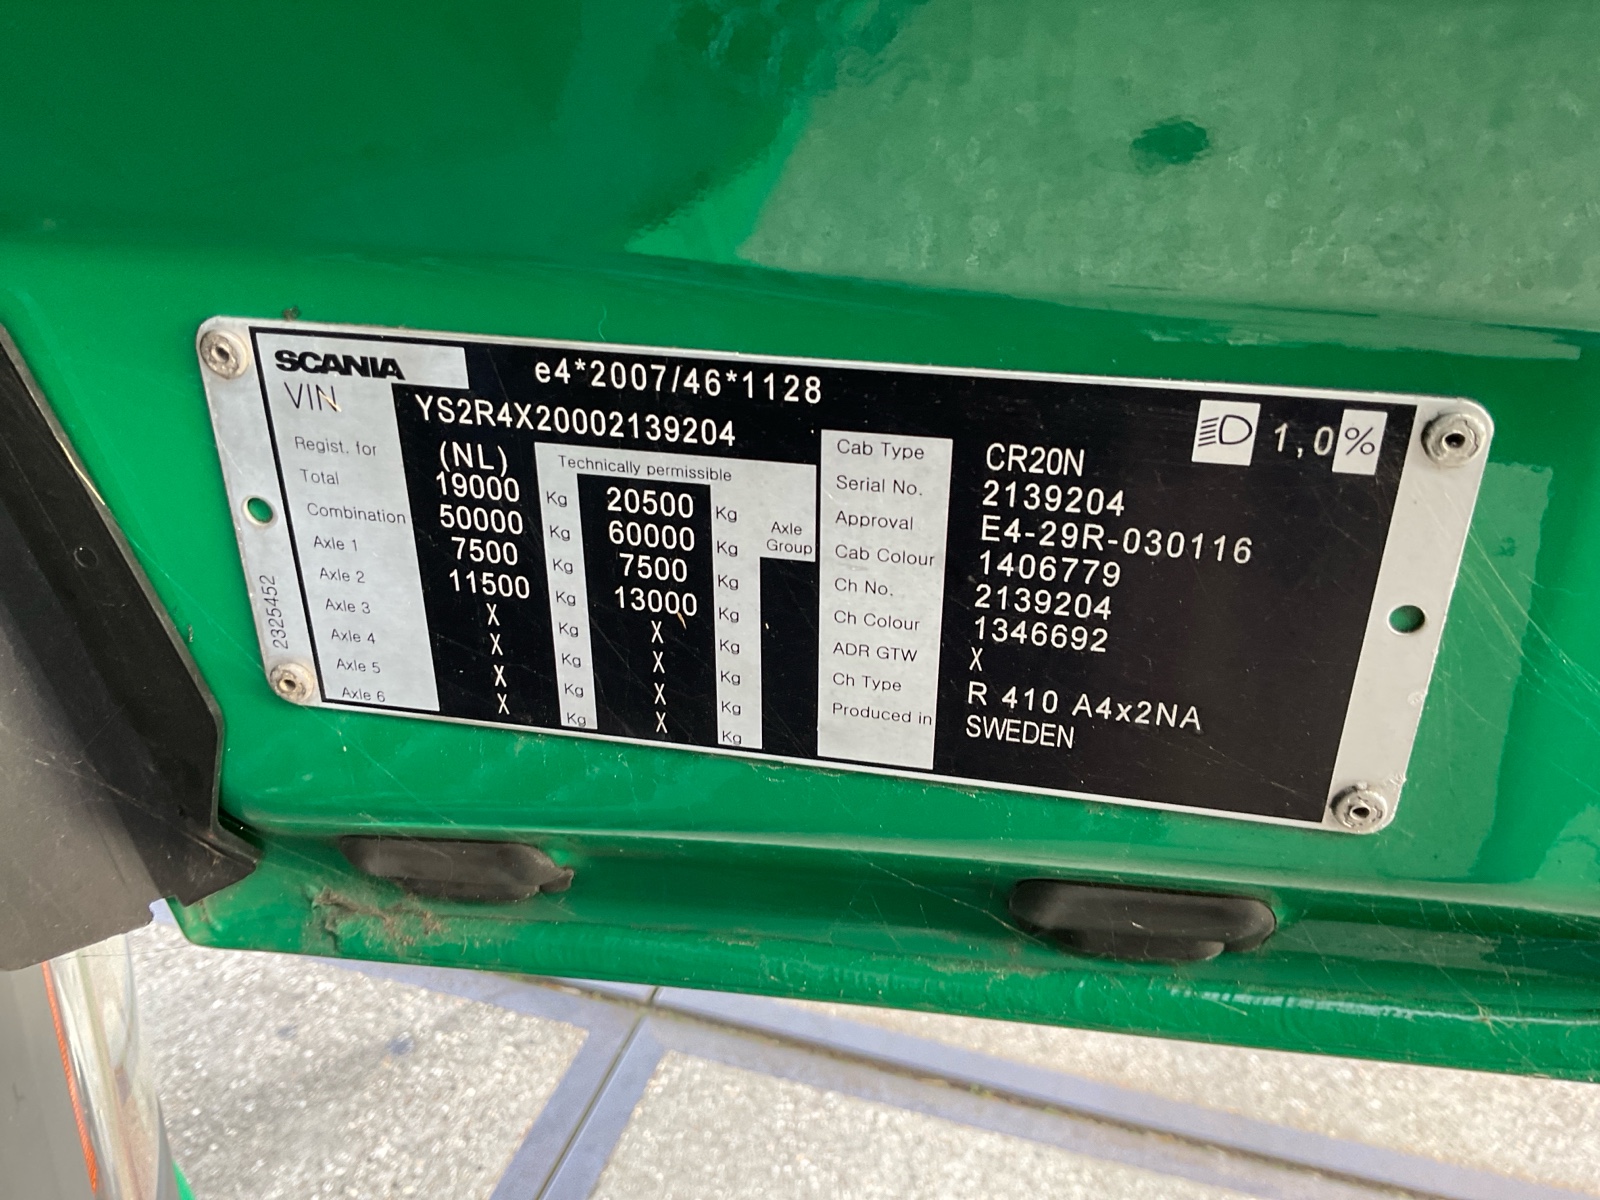 SCANIA e4*2007/46*1128
VIN YS2R4X20002139204
1,0%
Regist. for (NL) Technically permissible
Total 19000 Kg 20500 Kg
Combination 50000 Kg 60000 Kg
Axle Group
Axle 1 7500 Kg 7500 Kg
Axle 2 11500 Kg 13000 Kg
Axle 3 X Kg X Kg
Axle 4 X Kg X Kg
Axle 5 X Kg X Kg
Axle 6 X Kg X Kg
Cab Type CR20N
Serial No. 2139204
Approval E4-29R-030116
Cab Colour 1406779
Ch No. 2139204
Ch Colour 1346692
ADR GTW X
Ch Type R 410 A4x2NA
Produced in SWEDEN
2325452